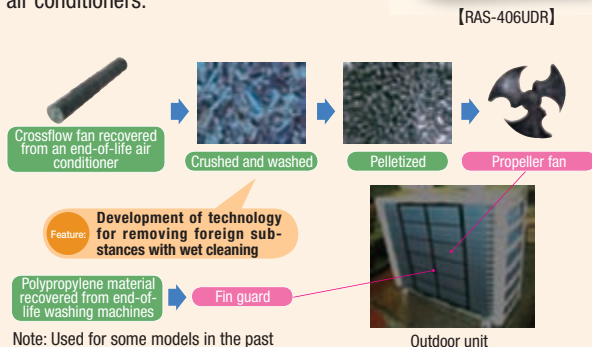 air conditioners.
【RAS-406UDR】
Crossflow fan recovered
from an end-of-life air
conditioner
Crushed and washed
Pelletized
Propeller fan
Feature:
Development of technology
for removing foreign sub-
stances with wet cleaning
Polypropylene material
recovered from end-of-
life washing machines
Fin guard
Note: Used for some models in the past
Outdoor unit